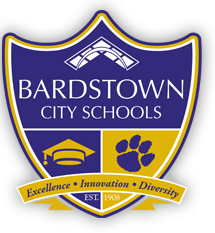 BARDSTOWN
CITY SCHOOLS
Excellence • Innovation • Diversity
EST. 1908